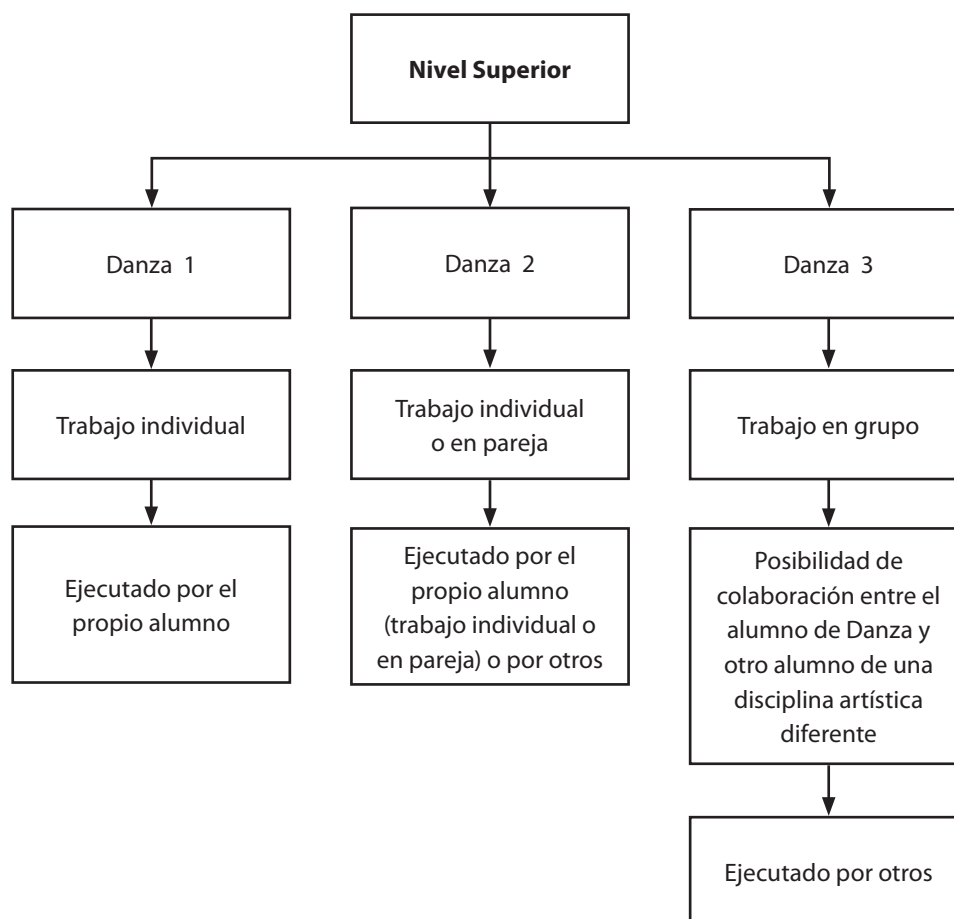 Nivel Superior
Danza 1
Danza 2
Danza 3
Trabajo individual
Trabajo individual
o en pareja
Trabajo en grupo
Ejecutado por el
propio alumno
Ejecutado por el
propio alumno
(trabajo individual o
en pareja) o por otros
Posibilidad de
colaboración entre el
alumno de Danza y
otro alumno de una
disciplina artística
diferente
Ejecutado por otros